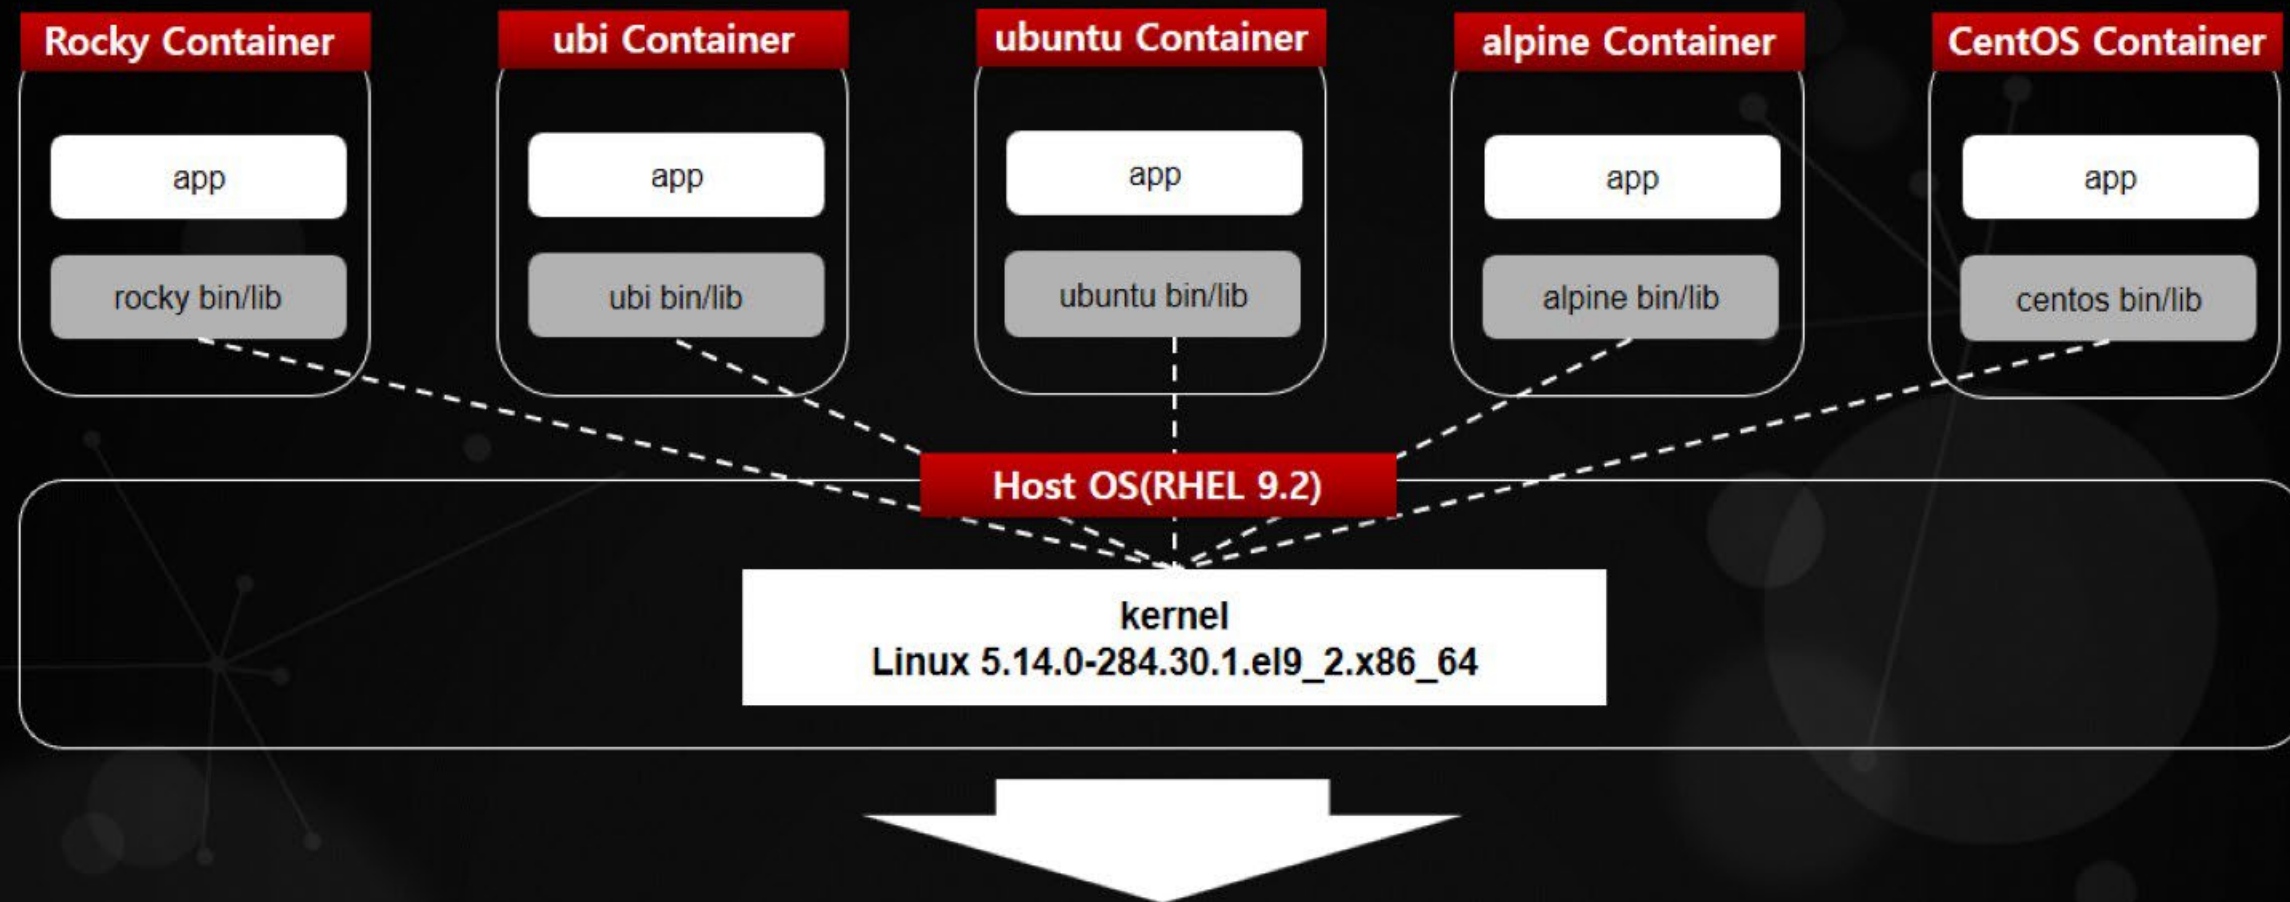 Rocky Container
ubi Container
ubuntu Container
alpine Container
CentOS Container
app
app
app
app
app
rocky bin/lib
ubi bin/lib
ubuntu bin/lib
alpine bin/lib
centos bin/lib
Host OS(RHEL 9.2)
kernel
Linux 5.14.0-284.30.1.el9_2.x86_64